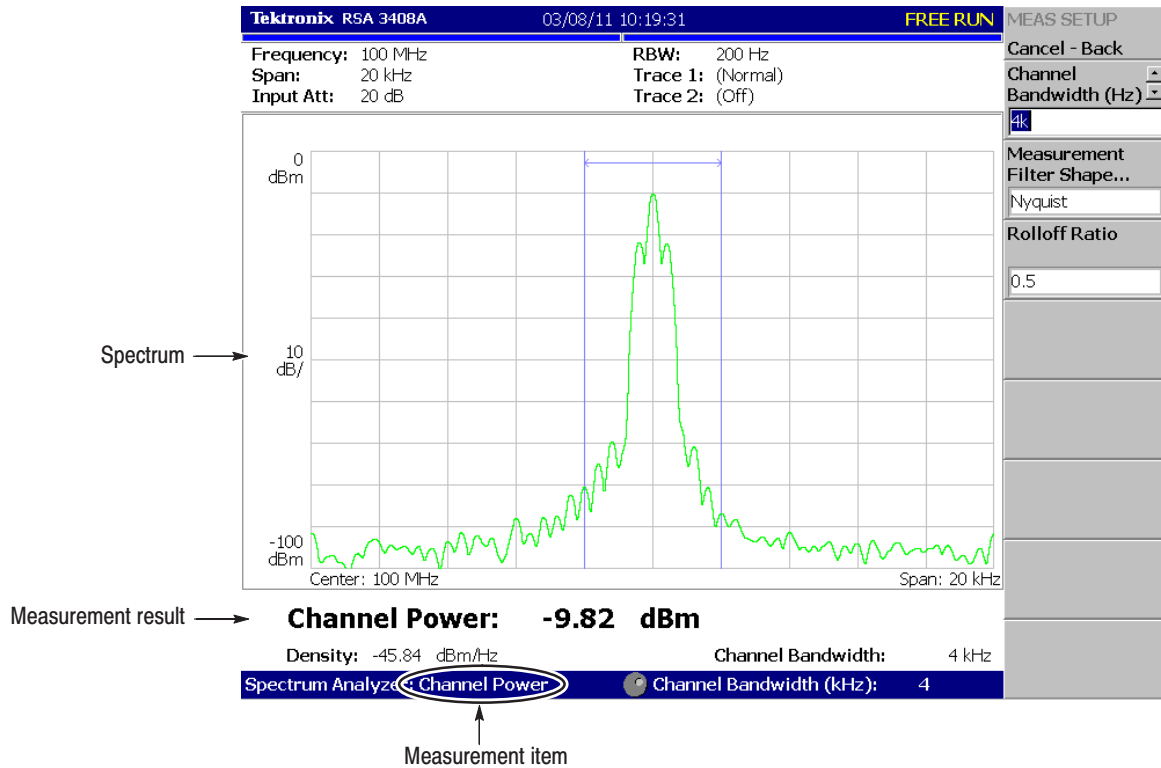 Tektronix RSA 3408A 03/08/11 10:19:31 FREE RUN
Frequency: 100 MHz RBW: 200 Hz
Span: 20 kHz Trace 1: (Normal)
Input Att: 20 dB Trace 2: (Off)
MEAS SETUP
Cancel - Back
Channel
Bandwidth (Hz)
4k
Measurement
Filter Shape...
Nyquist
Rolloff Ratio
0.5
0
dBm
Spectrum
10
dB/
-100
dBm
Center: 100 MHz Span: 20 kHz
Measurement result
Channel Power: -9.82 dBm
Density: -45.84 dBm/Hz Channel Bandwidth: 4 kHz
Spectrum Analyzer: Channel Power Channel Bandwidth (kHz): 4
Measurement item